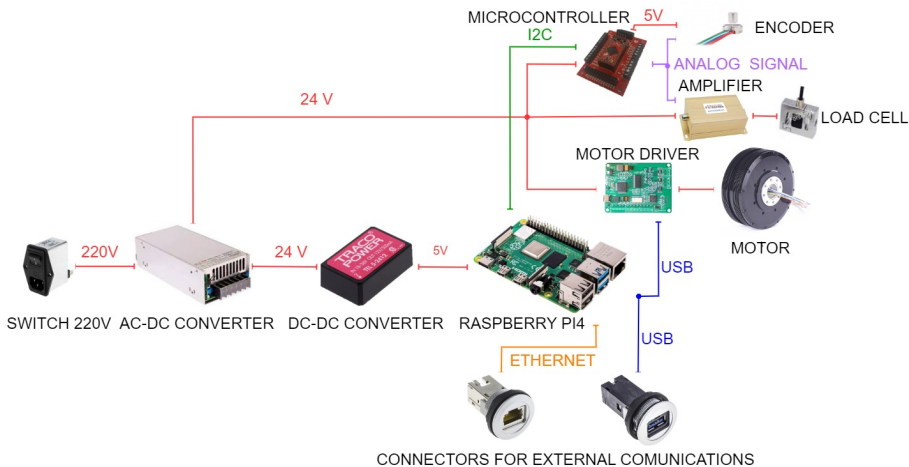 MICROCONTROLLER
5V
ENCODER
I2C
ANALOG SIGNAL
AMPLIFIER
24 V
LOAD CELL
MOTOR DRIVER
MOTOR
220V
24 V
TRACO
POWER
5V
USB
SWITCH 220V
AC-DC CONVERTER
DC-DC CONVERTER
RASPBERRY PI4
USB
ETHERNET
CONNECTORS FOR EXTERNAL COMUNICATIONS